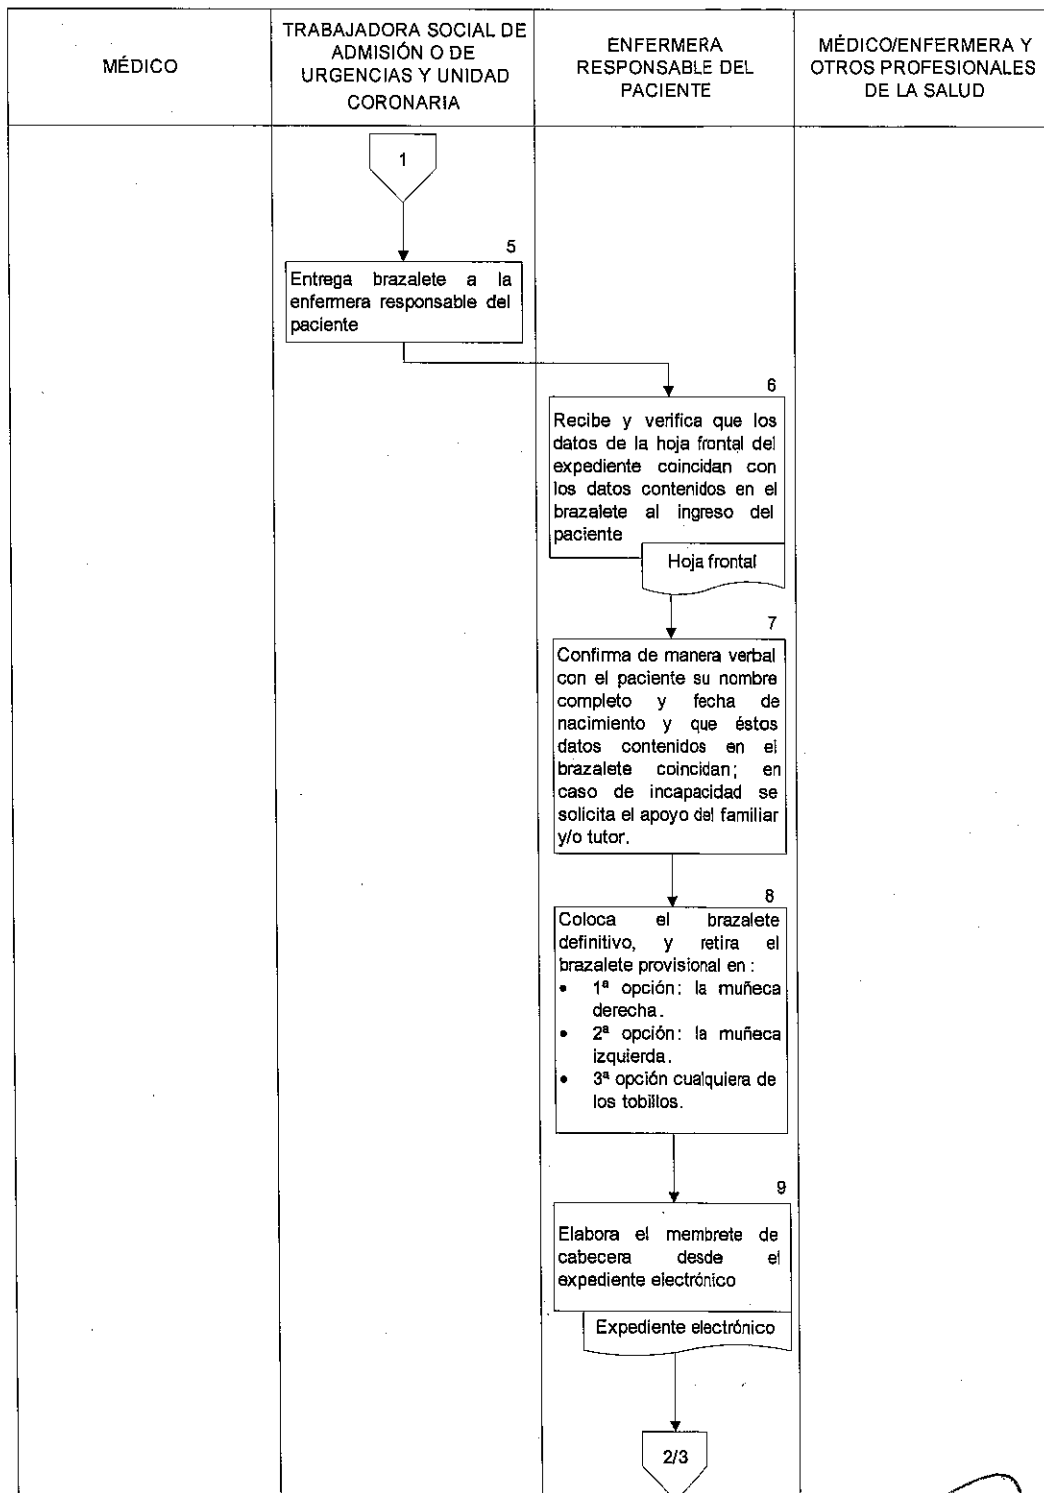 MÉDICO
TRABAJADORA SOCIAL DE
ADMISIÓN O DE
URGENCIAS Y UNIDAD
CORONARIA
ENFERMERA
RESPONSABLE DEL
PACIENTE
MÉDICO/ENFERMERA Y
OTROS PROFESIONALES
DE LA SALUD
1
5
Entrega brazalete a la
enfermera responsable del
paciente
6
Recibe y verifica que los
datos de la hoja frontal del
expediente coincidan con
los datos contenidos en el
brazalete al ingreso del
paciente
Hoja frontal
7
Confirma de manera verbal
con el paciente su nombre
completo y fecha de
nacimiento y que éstos
datos contenidos en el
brazalete coincidan; en
caso de incapacidad se
solicita el apoyo del familiar
y/o tutor.
8
Coloca el brazalete
definitivo, y retira el
brazalete provisional en :
• 1ª opción: la muñeca
derecha.
• 2ª opción: la muñeca
izquierda.
• 3ª opción cualquiera de
los tobillos.
9
Elabora el membrete de
cabecera desde el
expediente electrónico
Expediente electrónico
2/3